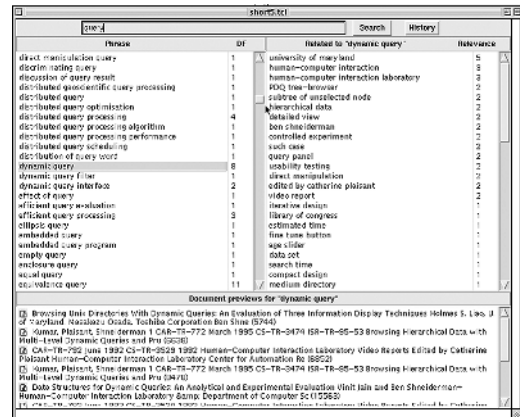 short5.tcl
query
Search
History
Phrase DF
direct manipulation query 1
discriminating query 1
discussion of query result 1
distributed geoscientific query processing 1
distributed query 1
distributed query optimisation 1
distributed query processing 4
distributed query processing algorithm 1
distributed query processing performance 1
distributed query scheduling 1
distribution of query word 1
dynamic query 8
dynamic query filter 1
dynamic query interface 2
effect of query 1
efficient query evaluation 1
efficient query processing 3
ellipsis query 1
embedded query 1
embedded query program 1
empty query 1
enclosure query 1
equal query 1
equivalence query 11
Related to "dynamic query" Relevance
university of maryland 5
human-computer interaction 3
human-computer interaction laboratory 3
PDQ tree-browser 2
subtree of unselected node 2
hierarchical data 2
detailed view 2
ben shneiderman 2
controlled experiment 2
such case 2
query panel 2
usability testing 2
direct manipulation 2
edited by catherine plaisant 2
video report 2
iterative design 1
library of congress 1
estimated time 1
fine tune button 1
age slider 1
data set 1
search time 1
compact design 1
medium directory 1
Document previews for "dynamic query"
Browsing Unix Directories With Dynamic Queries: An Evaluation of Three Information Display Techniques Holmes S. Liao, U
of Maryland Masakazu Osada, Toshiba Corporation Ben Shne (5744)
Kumar, Plaisant, Shneiderman 1 CAR-TR-772 March 1995 CS-TR-3474 ISR-TR-95-53 Browsing Hierarchical Data with
Multi-Level Dynamic Queries and Pru (6638)
CAR-TR-792 June 1992 CS-TR-3529 1992 Human-Computer Interaction Laboratory Video Reports Edited by Catherine
Plaisant Human-Computer Interaction Laboratory Center for Automation Re (6852)
Kumar, Plaisant, Shneiderman 1 CAR-TR-772 March 1995 CS-TR-3474 ISR-TR-95-53 Browsing Hierarchical Data with
Multi-Level Dynamic Queries and Pru (9478)
Data Structures for Dynamic Queries: An Analytical and Experimental Evaluation Vinit Jain and Ben Shneiderman-
Human-Computer Interaction Laboratory &amp; Department of Computer Sc (15563)